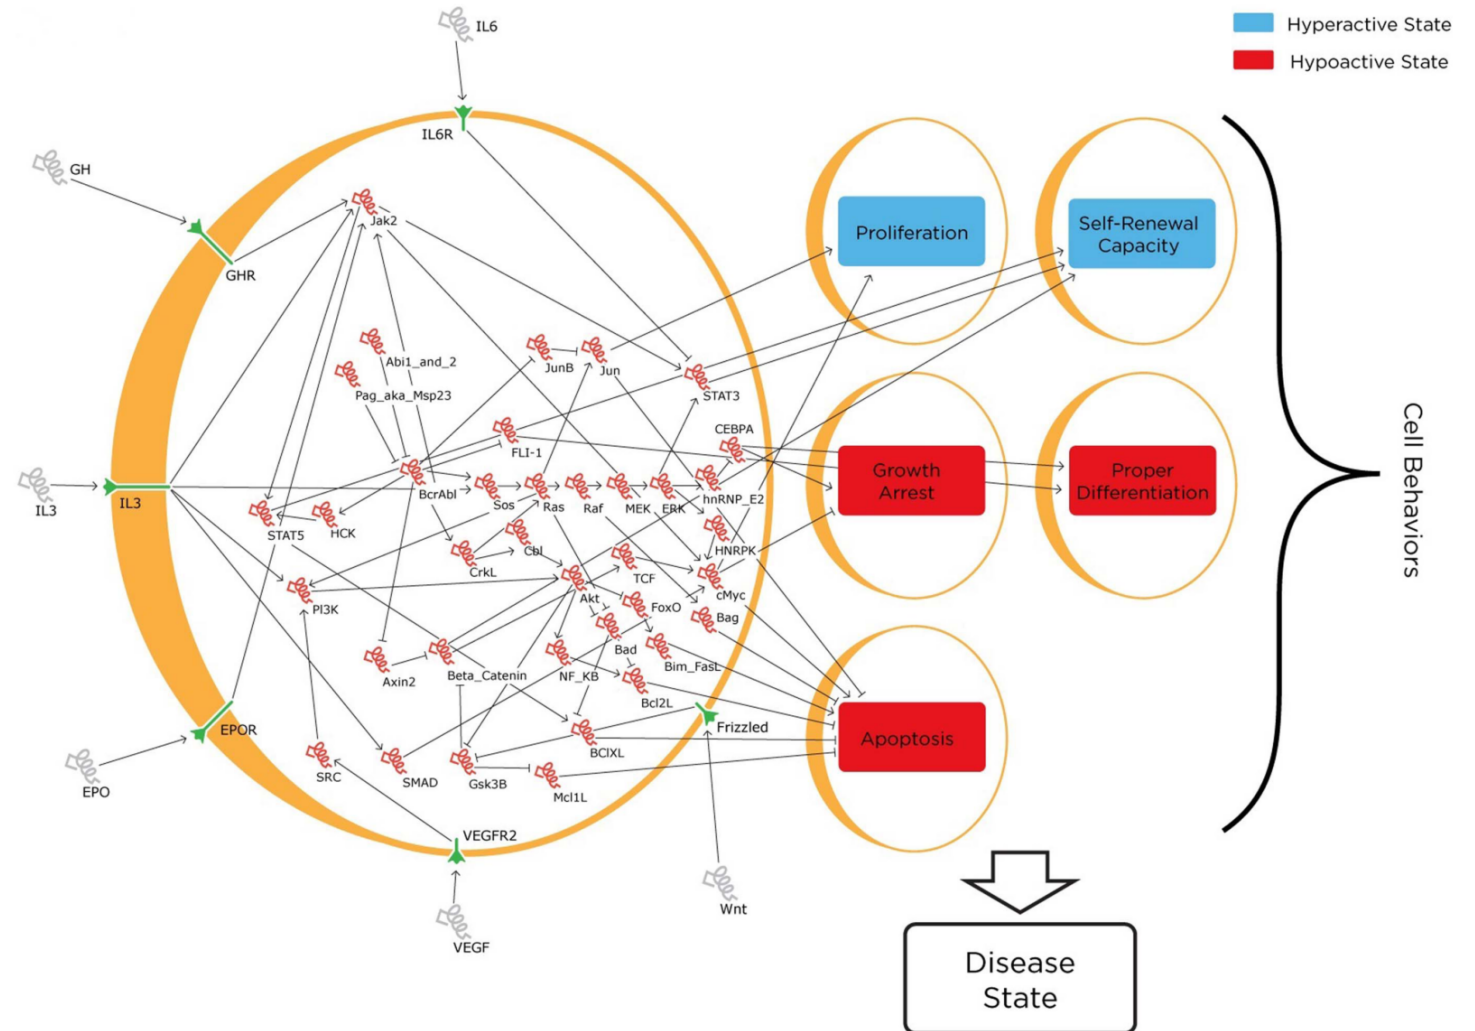 IL6
Hyperactive State
Hypoactive State
IL6R
GH
GHR
Jak2
Proliferation
Self-Renewal
Capacity
Abi1_and_2
Pag_aka_Msp23
JunB
Jun
STAT3
CEBPA
FLI-1
BcrAbl
Sos
Ras
Raf
MEK
ERK
hnRNP_E2
Growth
Arrest
Proper
Differentiation
Cell Behaviors
IL3
IL3
STAT5
HCK
CrkL
Cbl
HNRPK
TCF
cMyc
PI3K
Akt
FoxO
Bag
Bad
Bim_FasL
Axin2
Beta_Catenin
NF_KB
Bcl2L
Frizzled
EPOR
EPO
SRC
SMAD
Gsk3B
BClXL
Mcl1L
Apoptosis
VEGFR2
VEGF
Wnt
Disease
State